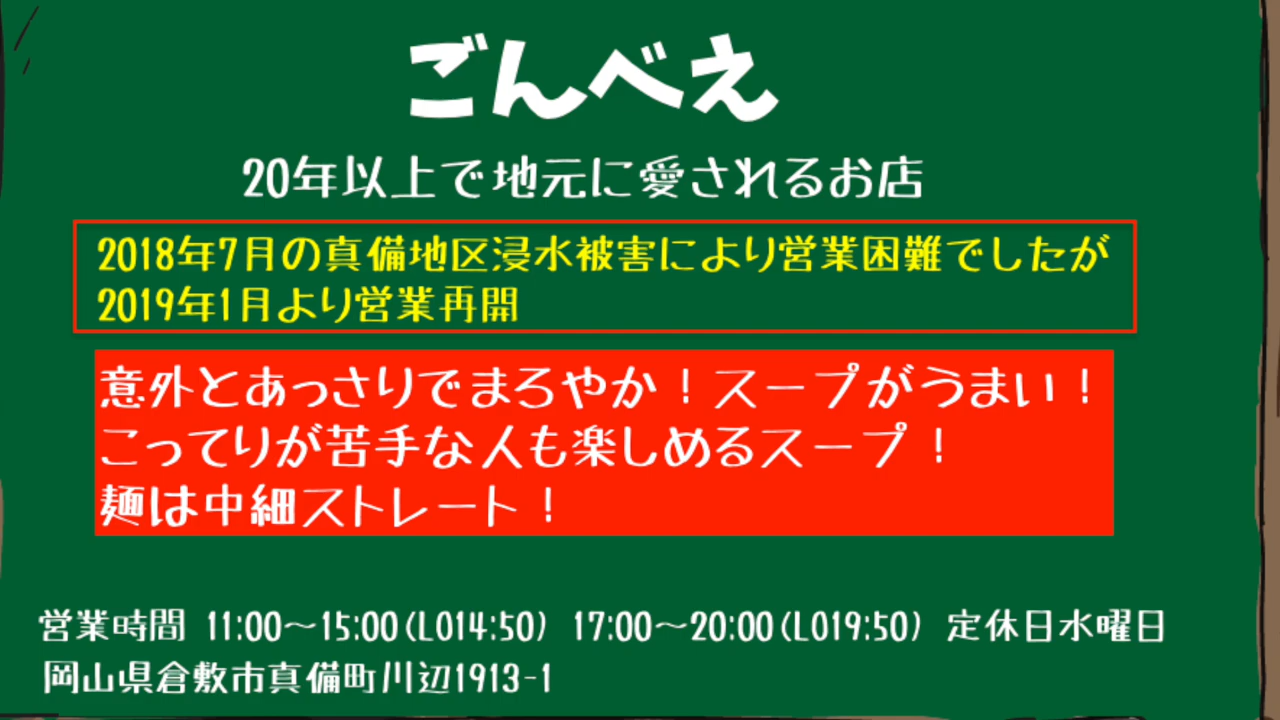 ごんべえ
20年以上で地元に愛されるお店
2018年7月の真備地区浸水被害により営業困難でしたが
2019年1月より営業再開
意外とあっさりでまろやか！スープがうまい！
こってりが苦手な人も楽しめるスープ！
麺は中細ストレート！
営業時間 11:00～15:00(LO14:50) 17:00～20:00(LO19:50) 定休日水曜日
岡山県倉敷市真備町川辺1913-1